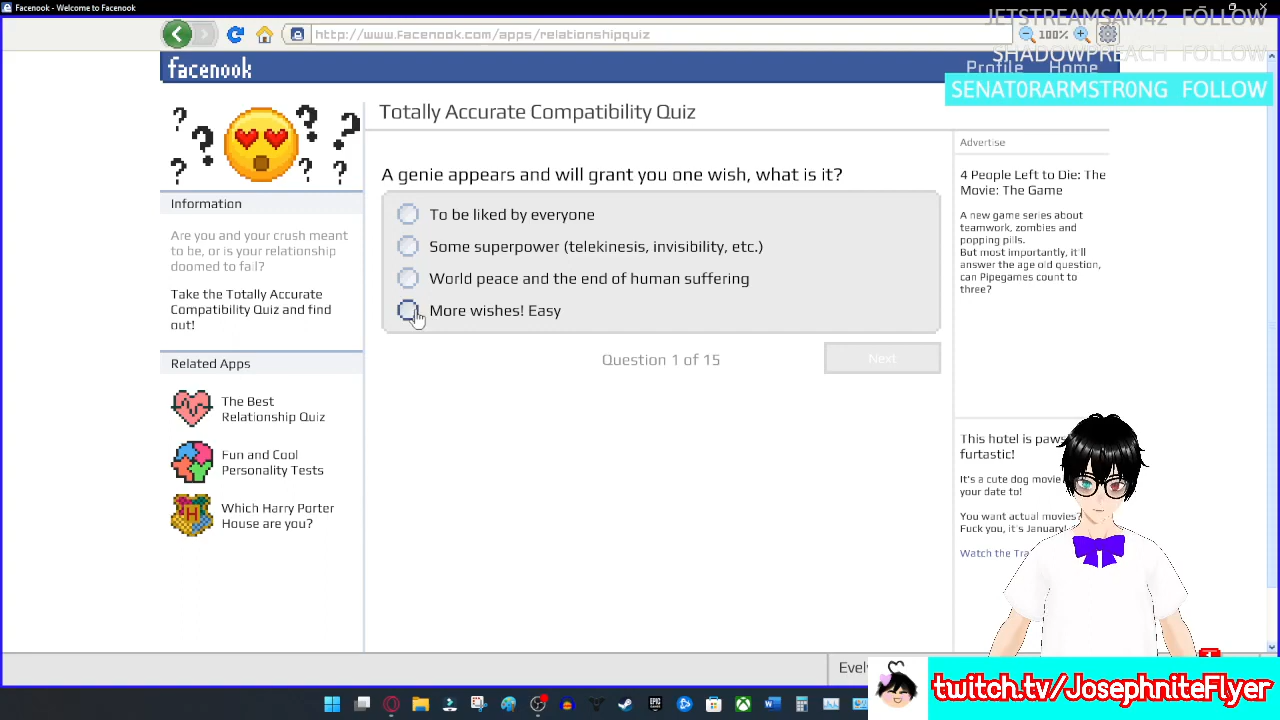 Facenook - Welcome to Facenook
JETSTREAMSAM42 FOLLOW
http://www.facenook.com/apps/relationshipquiz
100%
SHADOWPREACH FOLLOW
facenook
Profile Home
SENAT0RARMSTR0NG FOLLOW
Totally Accurate Compatibility Quiz
Advertise
A genie appears and will grant you one wish, what is it?
To be liked by everyone
Some superpower (telekinesis, invisibility, etc.)
World peace and the end of human suffering
More wishes! Easy
Question 1 of 15
Next
Information
Are you and your crush meant
to be, or is your relationship
doomed to fail?
Take the Totally Accurate
Compatibility Quiz and find
out!
Related Apps
The Best
Relationship Quiz
Fun and Cool
Personality Tests
Which Harry Porter
House are you?
4 People Left to Die: The
Movie: The Game
A new game series about
teamwork, zombies and
popping pills.
But most importantly, it'll
answer the age old question,
can Pipegames count to
three?
This hotel is paws
furtastic!
It's a cute dog movie
your date to!
You want actual movies?
Fuck you, it's January!
Watch the Tra
twitch.tv/JosephniteFlyer